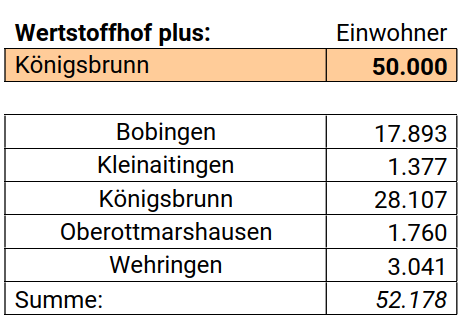 Wertstoffhof plus: Einwohner
Königsbrunn 50.000
Bobingen 17.893
Kleinaitingen 1.377
Königsbrunn 28.107
Oberottmarshausen 1.760
Wehringen 3.041
Summe: 52.178